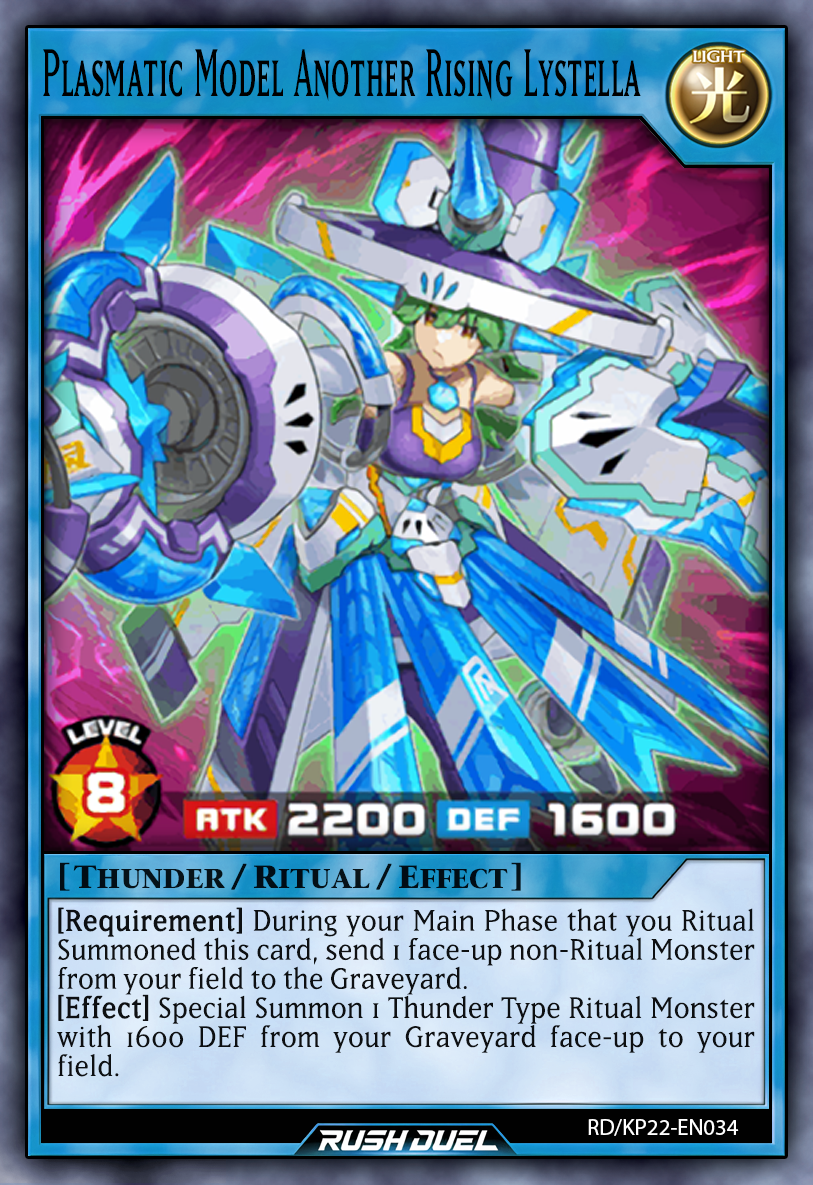 Plasmatic Model Another Rising Lystella
LIGHT
光
LEVEL
8
ATK 2200 DEF 1600
[Thunder / Ritual / Effect]
[Requirement] During your Main Phase that you Ritual
Summoned this card, send 1 face-up non-Ritual Monster
from your field to the Graveyard.
[Effect] Special Summon 1 Thunder Type Ritual Monster
with 1600 DEF from your Graveyard face-up to your
field.
RD/KP22-EN034
RUSH DUEL